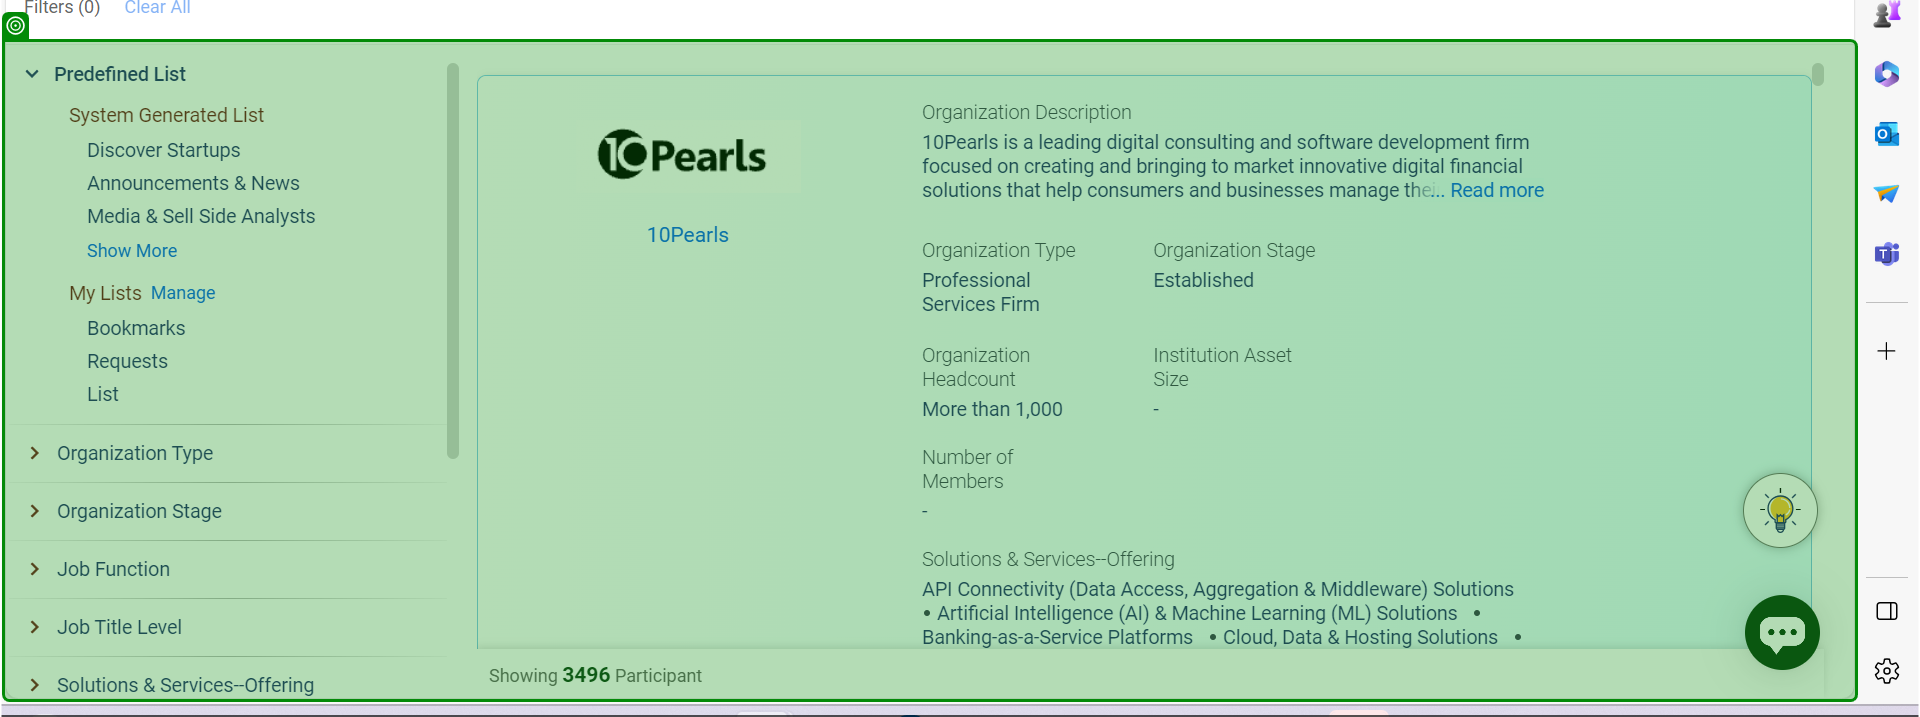 Filters (0) Clear All
Predefined List
System Generated List
Discover Startups
Announcements & News
Media & Sell Side Analysts
Show More
My Lists Manage
Bookmarks
Requests
List
Organization Type
Organization Stage
Job Function
Job Title Level
Solutions & Services--Offering
10Pearls
10Pearls
Organization Description
10Pearls is a leading digital consulting and software development firm
focused on creating and bringing to market innovative digital financial
solutions that help consumers and businesses manage thei... Read more
Organization Type
Professional
Services Firm
Organization Stage
Established
Organization
Headcount
More than 1,000
Institution Asset
Size
-
Number of
Members
-
Solutions & Services--Offering
API Connectivity (Data Access, Aggregation & Middleware) Solutions
• Artificial Intelligence (AI) & Machine Learning (ML) Solutions •
Banking-as-a-Service Platforms • Cloud, Data & Hosting Solutions •
Showing 3496 Participant